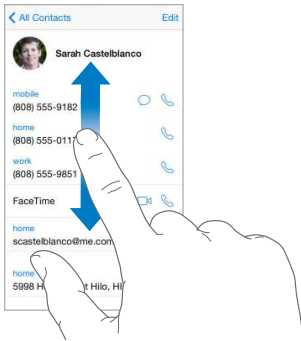 All Contacts Edit
Sarah Castelblanco
mobile
(808) 555-9182
home
(808) 555-011
work
(808) 555-9851
FaceTime
home
scastelblanco@me.com
home
5998 H t Hilo, HI